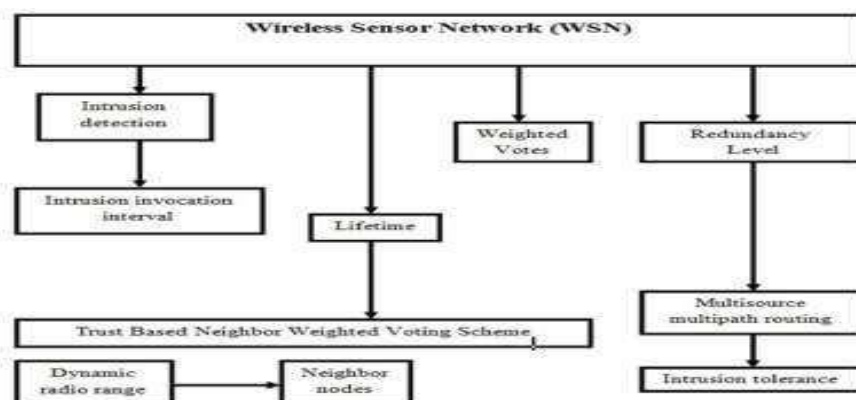 Wireless Sensor Network (WSN)
Intrusion
detection
Weighted
Votes
Redundancy
Level
Intrusion invocation
interval
Lifetime
Multisource
multipath routing
Trust Based Neighbor Weighted Voting Scheme
Dynamic
radio range
Neighbor
nodes
Intrusion tolerance